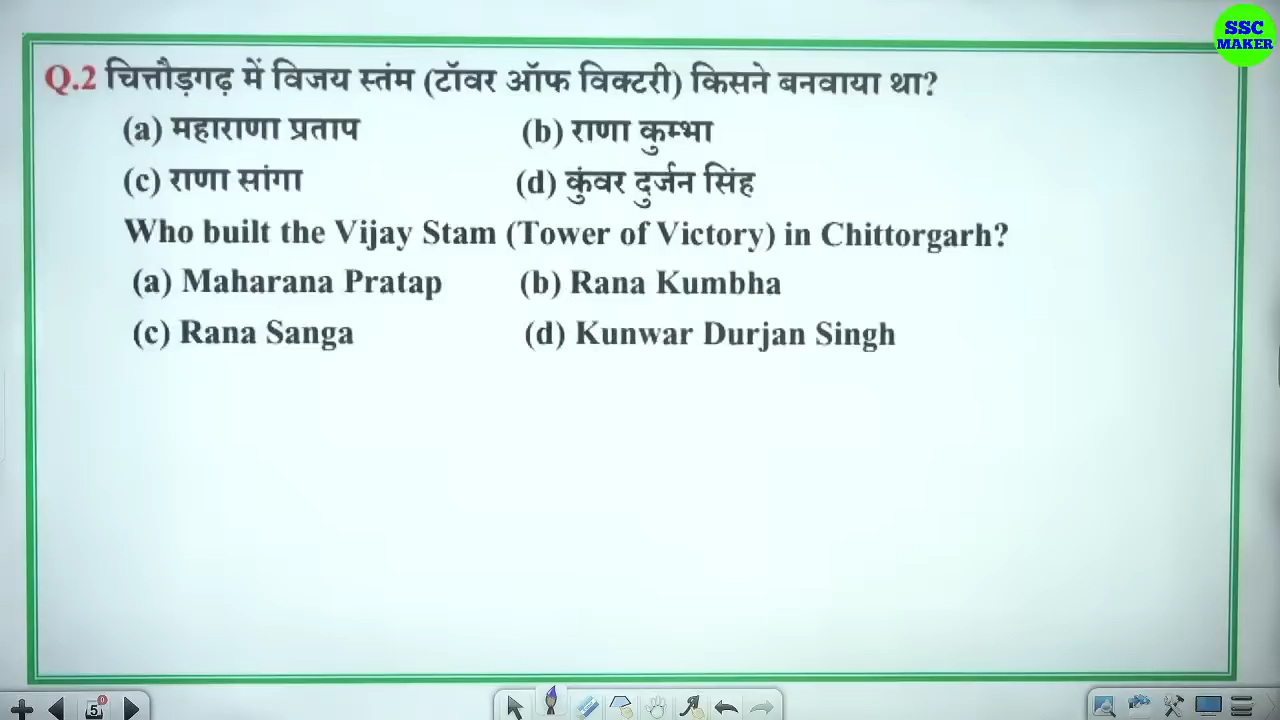 SSC
MAKER
Q.2 चित्तौड़गढ़ में विजय स्तंम (टॉवर ऑफ विक्टरी) किसने बनवाया था?
(a) महाराणा प्रताप (b) राणा कुम्भा
(c) राणा सांगा (d) कुंवर दुर्जन सिंह
Who built the Vijay Stam (Tower of Victory) in Chittorgarh?
(a) Maharana Pratap (b) Rana Kumbha
(c) Rana Sanga (d) Kunwar Durjan Singh
5 0